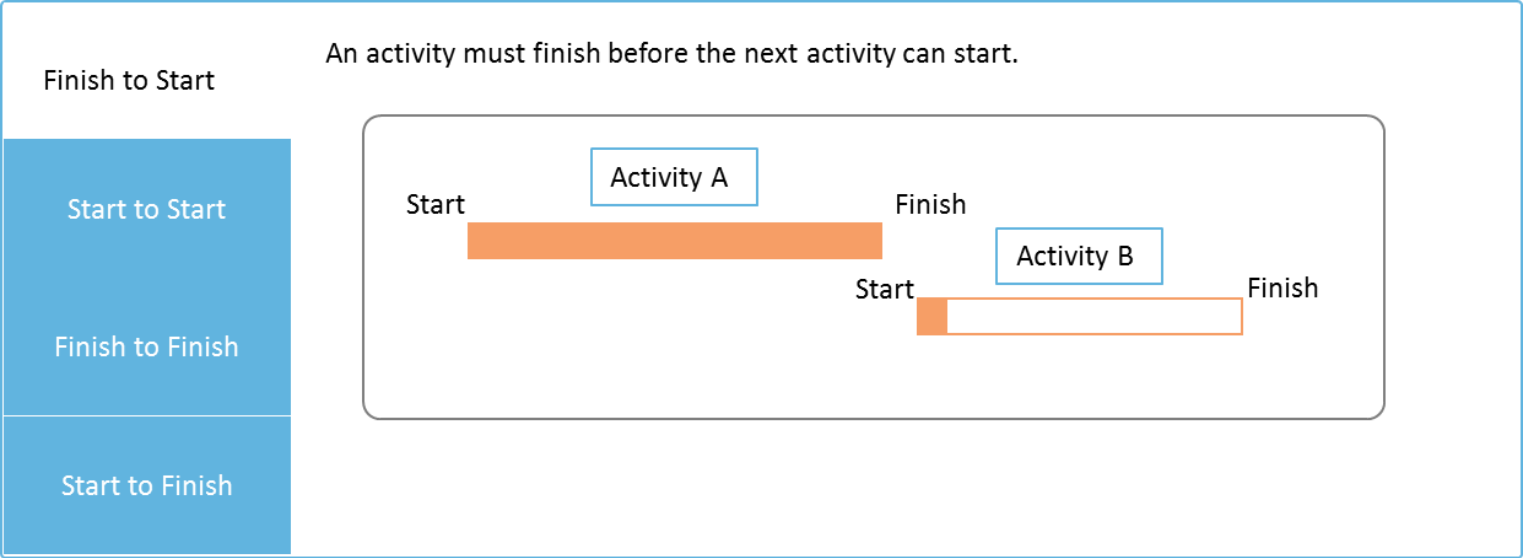 Finish to Start
Start to Start
Finish to Finish
Start to Finish
An activity must finish before the next activity can start.
Activity A
Start
Finish
Activity B
Start
Finish